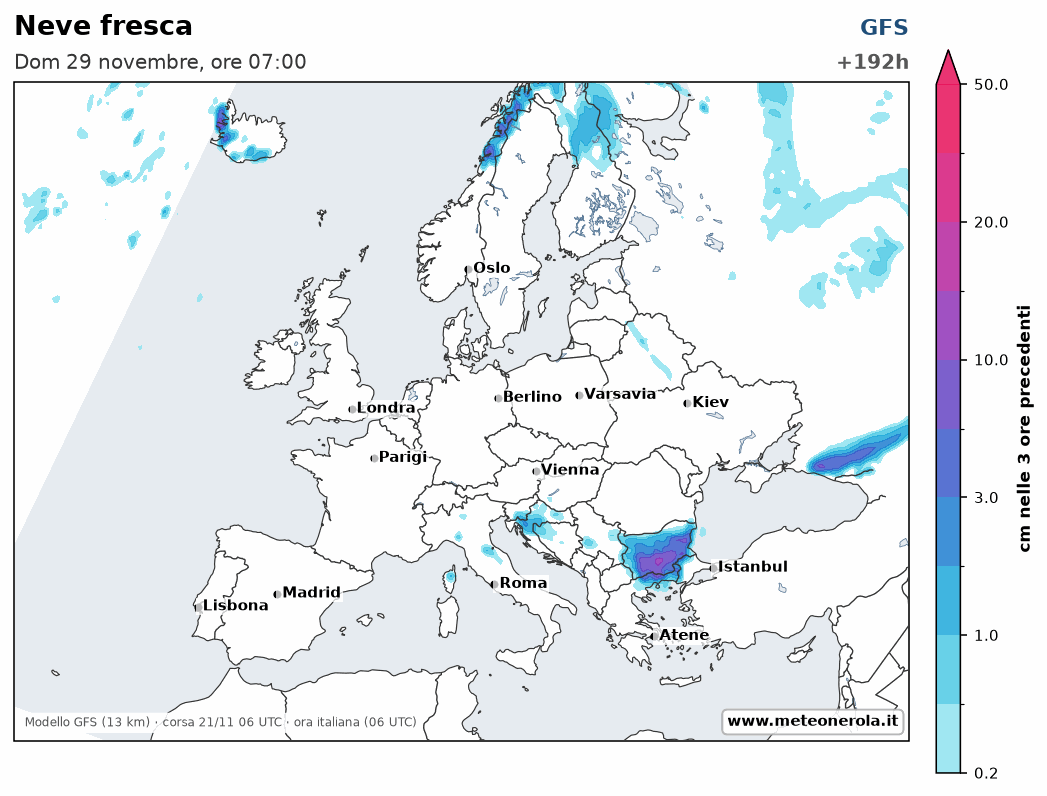 Neve fresca
GFS
Dom 29 novembre, ore 07:00
+192h
50.0
20.0
10.0
3.0
1.0
0.2
cm nelle 3 ore precedenti
Oslo
Berlino
Varsavia
Kiev
Londra
Parigi
Vienna
Istanbul
Roma
Madrid
Lisbona
Atene
Modello GFS (13 km) · corsa 21/11 06 UTC · ora italiana (06 UTC)
www.meteonerola.it